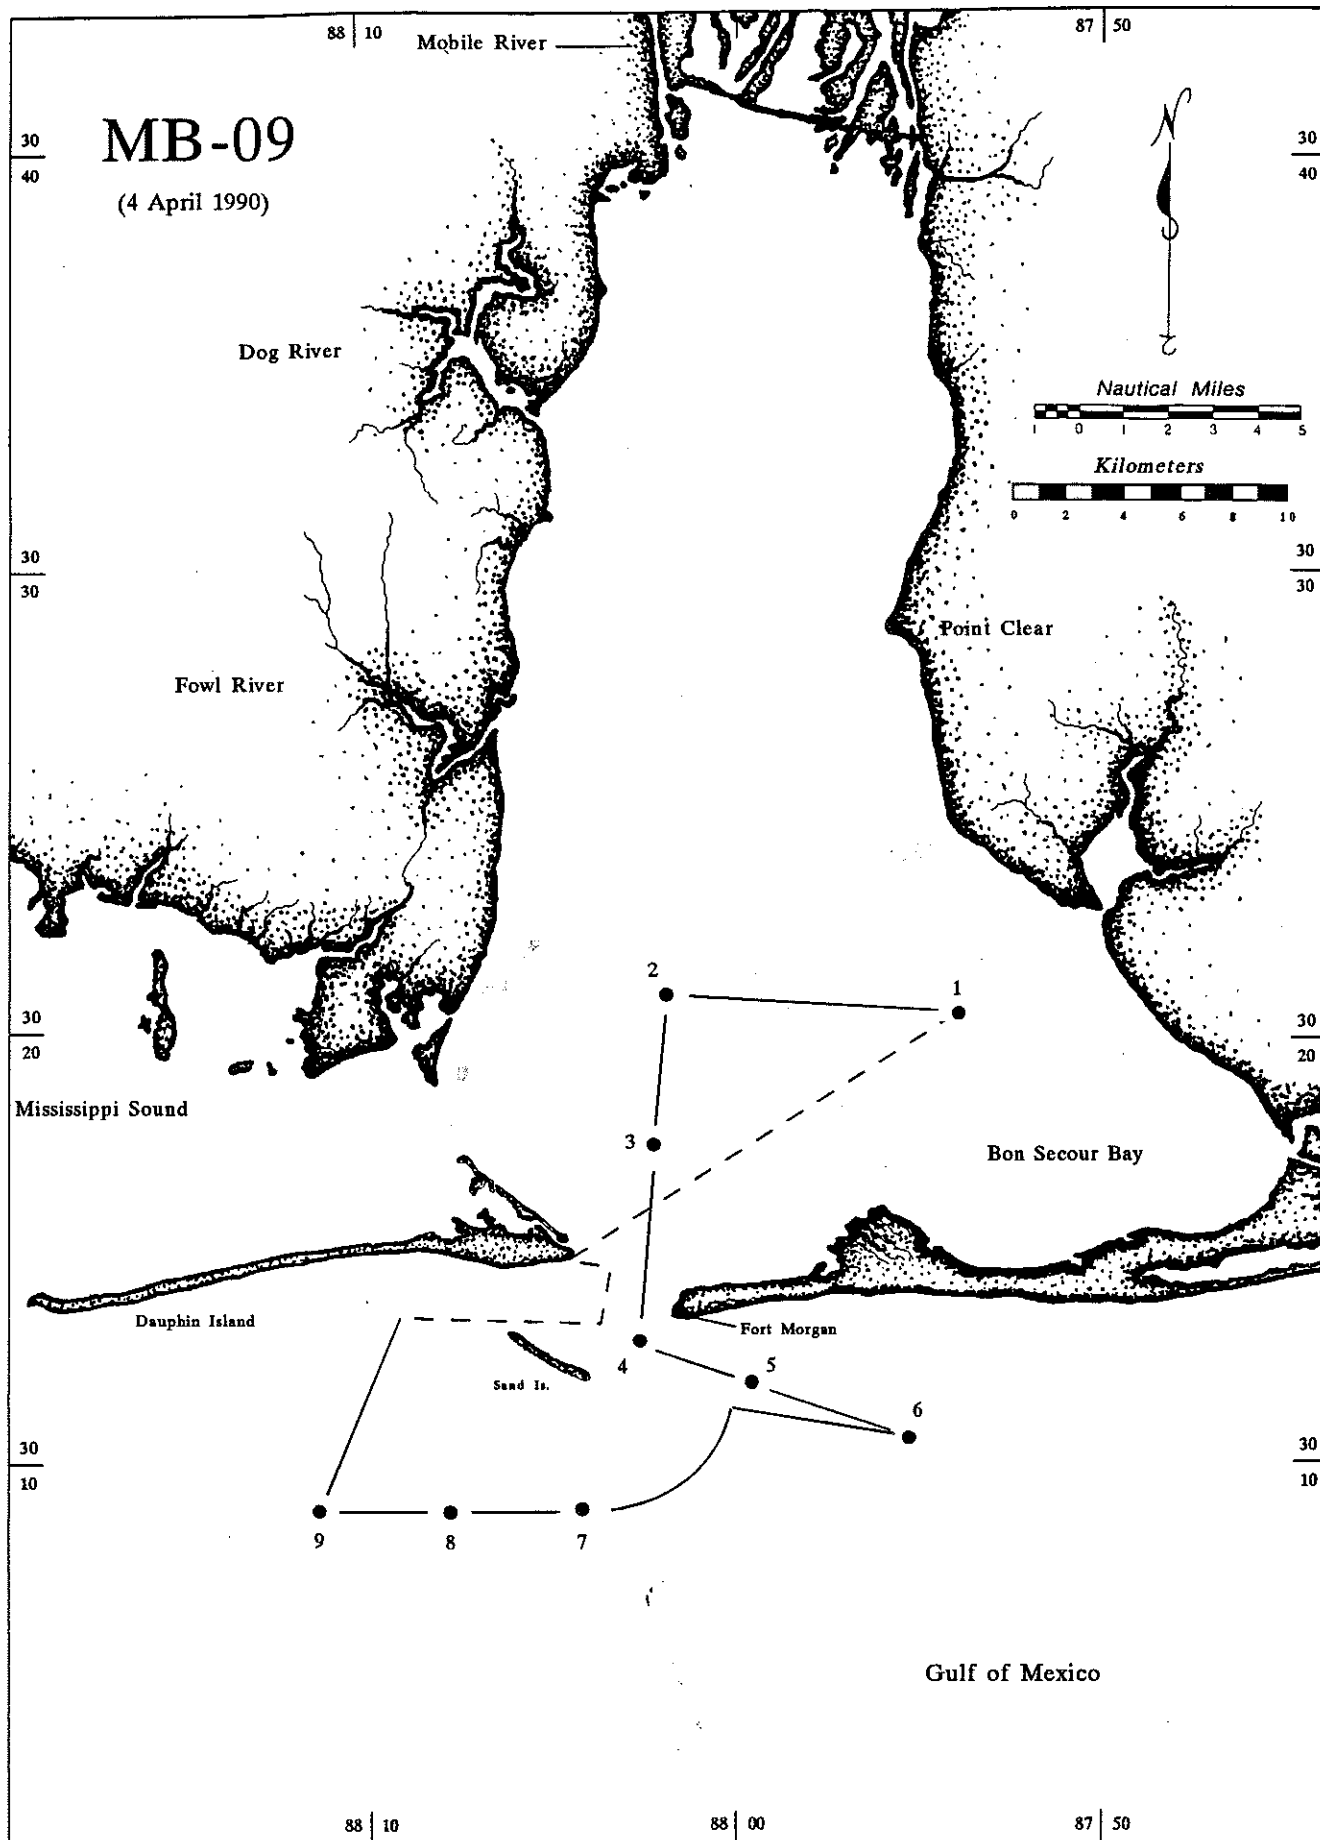 88 10
Mobile River
87 50
MB-09
(4 April 1990)
30
40
30
40
N
Dog River
Nautical Miles
1 0 1 2 3 4 5
Kilometers
0 2 4 6 8 10
30
30
30
30
Point Clear
Fowl River
2
1
30
20
30
20
Mississippi Sound
3
Bon Secour Bay
Dauphin Island
Fort Morgan
4
5
Sand Is.
6
30
10
30
10
9
8
7
Gulf of Mexico
88 10
88 00
87 50